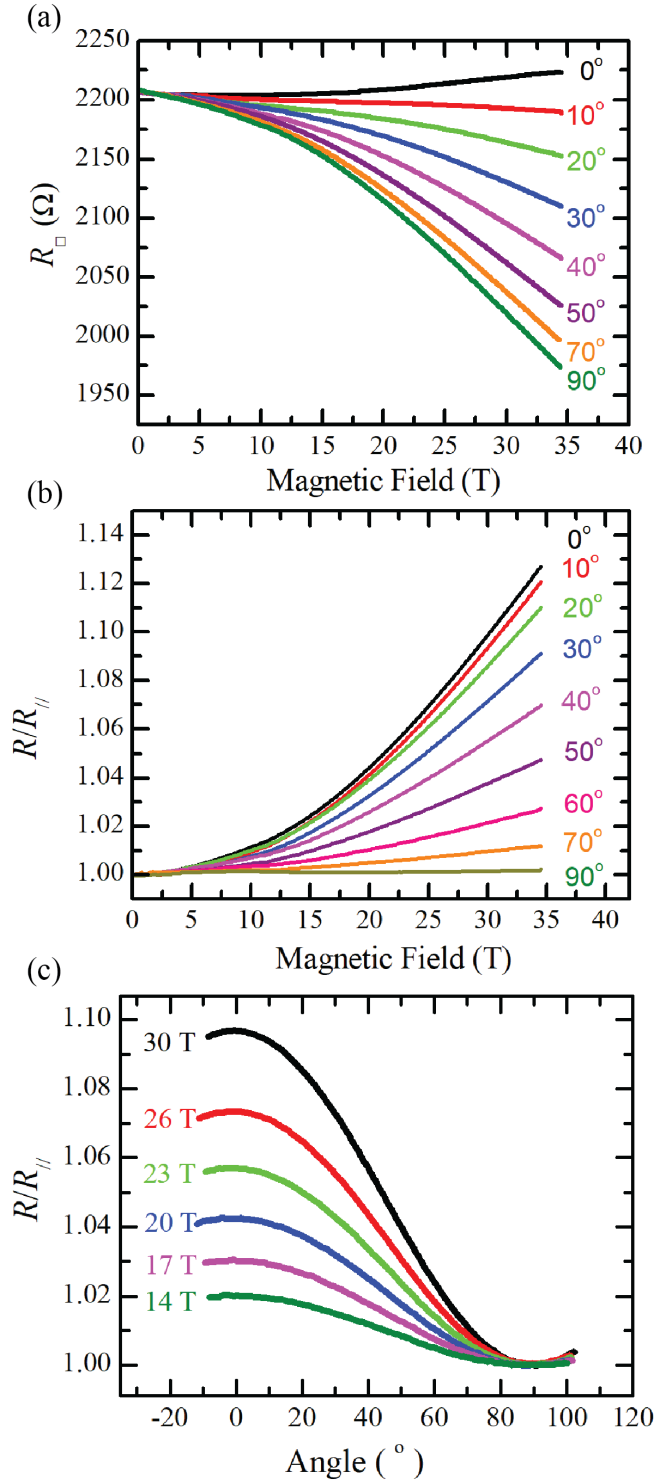 (a)
2250
2200
2150
2100
2050
2000
1950
R□ (Ω)
0°
10°
20°
30°
40°
50°
70°
90°
0 5 10 15 20 25 30 35 40
Magnetic Field (T)
(b)
1.14
1.12
1.10
1.08
1.06
1.04
1.02
1.00
R/R//
0°
10°
20°
30°
40°
50°
60°
70°
90°
0 5 10 15 20 25 30 35 40
Magnetic Field (T)
(c)
1.10
1.08
1.06
1.04
1.02
1.00
R/R//
30 T
26 T
23 T
20 T
17 T
14 T
-20 0 20 40 60 80 100 120
Angle (°)